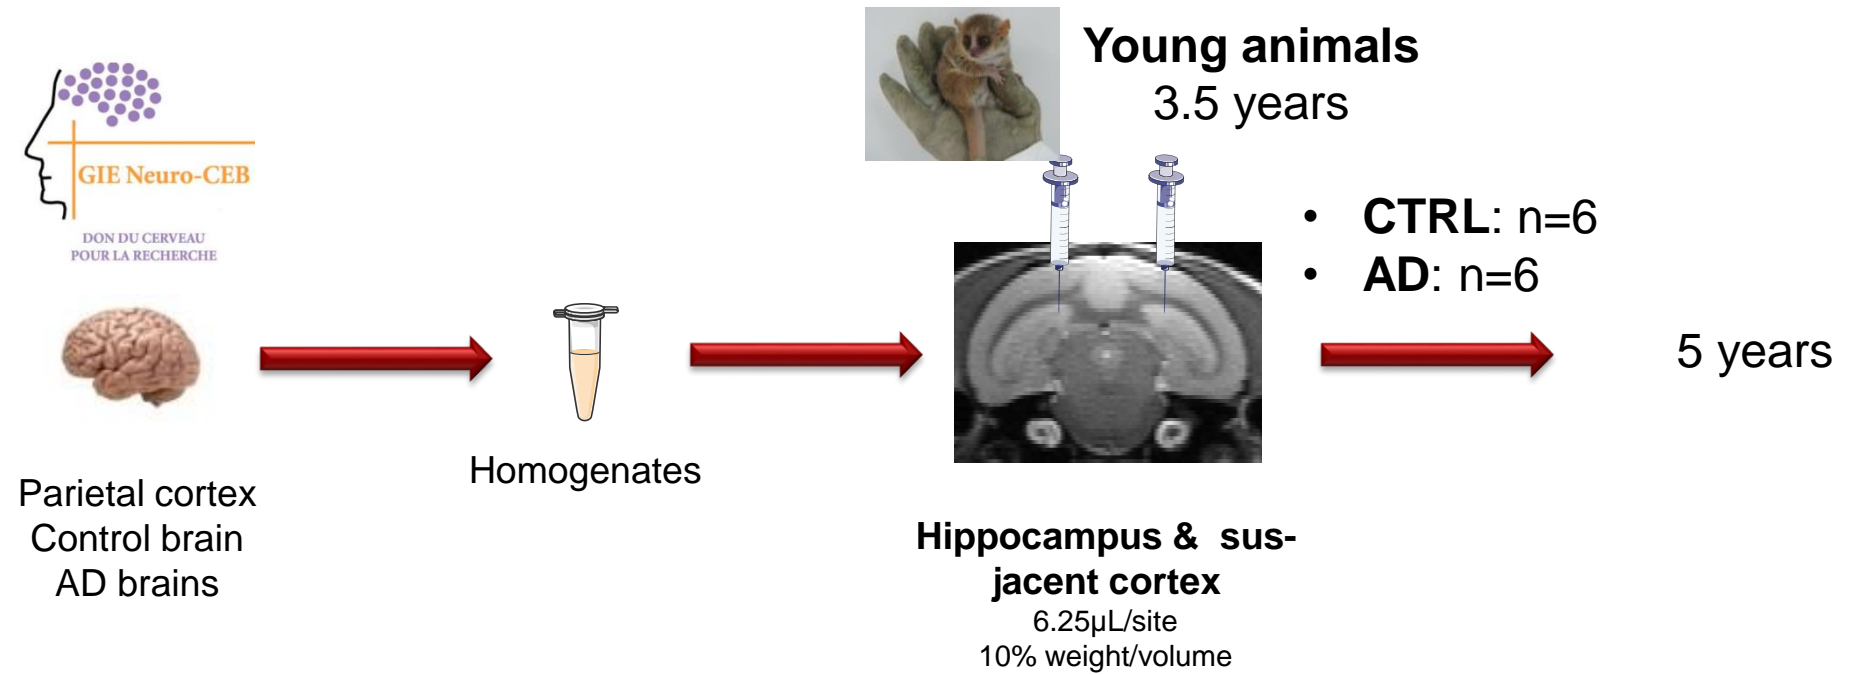 GIE Neuro-CEB
DON DU CERVEAU
POUR LA RECHERCHE
Parietal cortex
Control brain
AD brains
Homogenates
Young animals
3.5 years
• CTRL: n=6
• AD: n=6
Hippocampus & sus-
jacent cortex
6.25µL/site
10% weight/volume
5 years